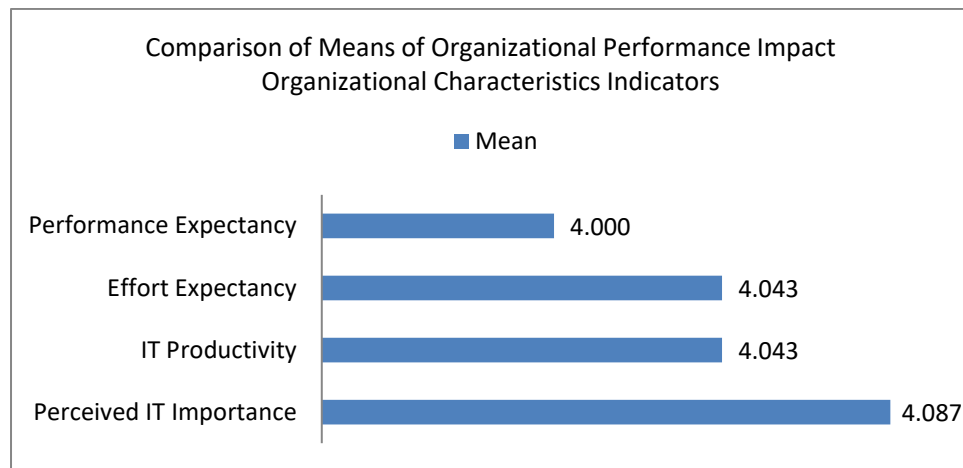 Comparison of Means of Organizational Performance Impact
Organizational Characteristics Indicators
Mean
Performance Expectancy
4.000
Effort Expectancy
4.043
IT Productivity
4.043
Perceived IT Importance
4.087